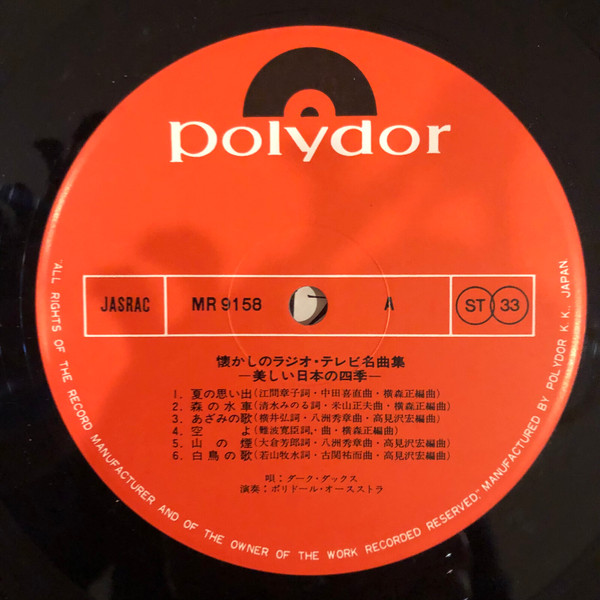 polydor
JASRAC MR 9158 A ST 33
懐かしのラジオ・テレビ名曲集
—美しい日本の四季—
1. 夏の思い出(江間章子詞・中田喜直曲・横森正編曲)
2. 森の水車(清水みのる詞・米山正夫曲・横森正編曲)
3. あざみの歌(横井弘詞・八洲秀章曲・高見沢宏編曲)
4. 空よ(難波寛臣詞、曲・横森正編曲)
5. 山の煙(大倉芳郎詞・八洲秀章曲・高見沢宏編曲)
6. 白鳥の歌(若山牧水詞・古関祐而曲・高見沢宏編曲)
唄:ダーク・ダックス
演奏:ポリドール・オーススストラ
"ALL RIGHTS OF THE RECORD MANUFACTURER AND OF THE OWNER OF THE WORK RECORDED RESERVED." MANUFACTURED BY POLYDOR K.K., JAPAN